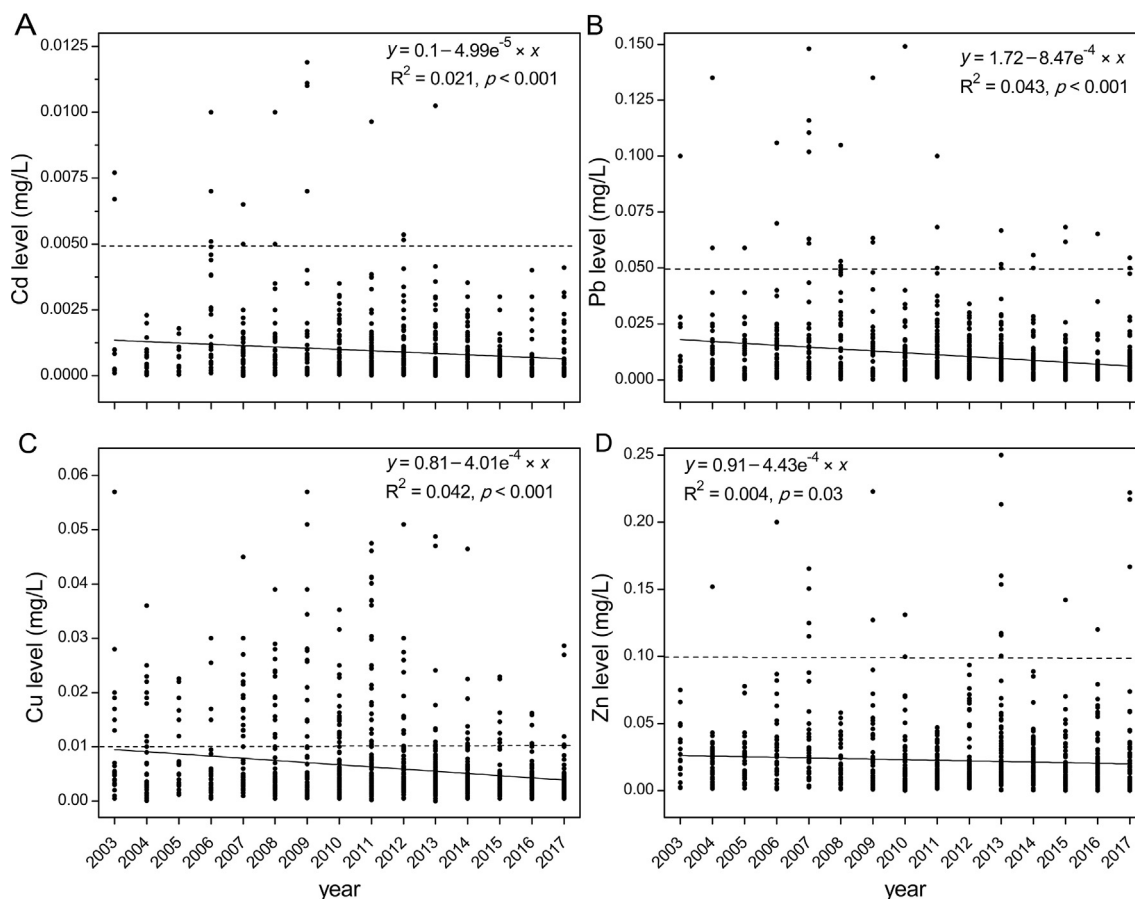 A
y = 0.1 − 4.99e⁻⁵ × x
R² = 0.021, p < 0.001
Cd level (mg/L)
0.0125
0.0100
0.0075
0.0050
0.0025
0.0000
B
y = 1.72 − 8.47e⁻⁴ × x
R² = 0.043, p < 0.001
Pb level (mg/L)
0.150
0.125
0.100
0.075
0.050
0.025
0.000
C
y = 0.81 − 4.01e⁻⁴ × x
R² = 0.042, p < 0.001
Cu level (mg/L)
0.06
0.05
0.04
0.03
0.02
0.01
0.00
2003 2004 2005 2006 2007 2008 2009 2010 2011 2012 2013 2014 2015 2016 2017
year
D
y = 0.91 − 4.43e⁻⁴ × x
R² = 0.004, p = 0.03
Zn level (mg/L)
0.25
0.20
0.15
0.10
0.05
0.00
2003 2004 2005 2006 2007 2008 2009 2010 2011 2012 2013 2014 2015 2016 2017
year